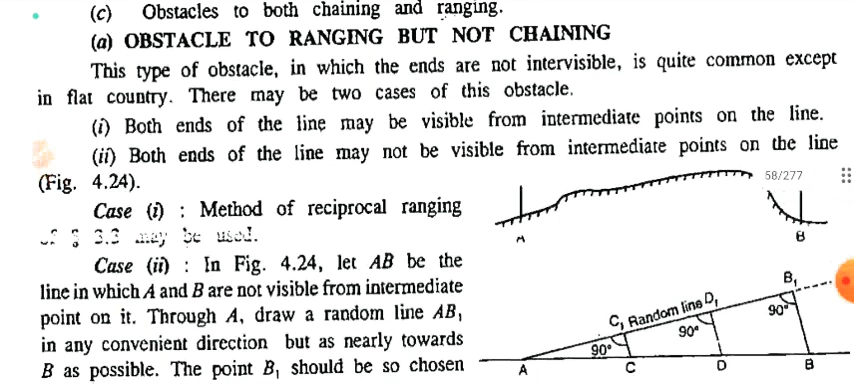 (c) Obstacles to both chaining and ranging.
(a) OBSTACLE TO RANGING BUT NOT CHAINING
This type of obstacle, in which the ends are not intervisible, is quite common except
in flat country. There may be two cases of this obstacle.
(i) Both ends of the line may be visible from intermediate points on the line.
(ii) Both ends of the line may not be visible from intermediate points on the line
(Fig. 4.24).
58/277
Case (i) : Method of reciprocal ranging
of § 3.3 may be used.
A B
Case (ii) : In Fig. 4.24, let AB be the
line in which A and B are not visible from intermediate
point on it. Through A, draw a random line AB₁
in any convenient direction but as nearly towards
B as possible. The point B₁ should be so chosen
B₁
C₁ Random line D₁
90° 90° 90°
A C D B